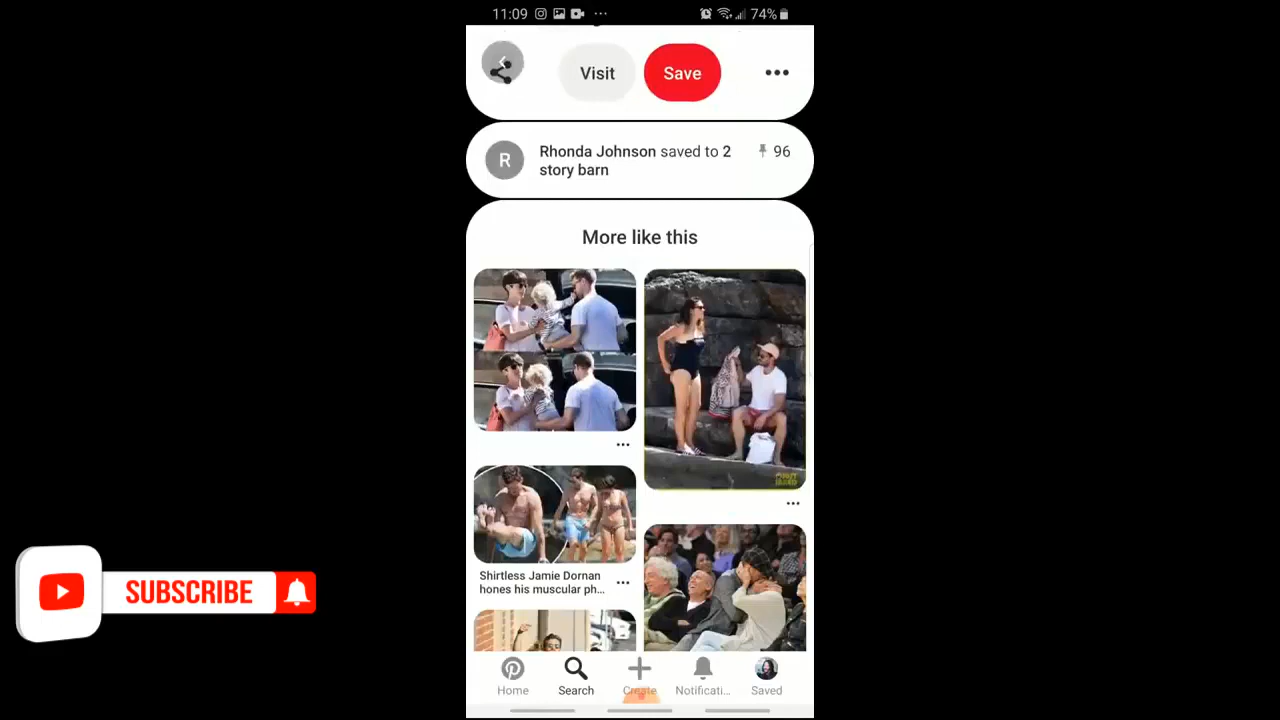 11:09 ... 74%
Visit
Save
R
Rhonda Johnson saved to 2
story barn
96
More like this
Shirtless Jamie Dornan
hones his muscular ph...
SUBSCRIBE
Home
Search
Create
Notificati...
Saved